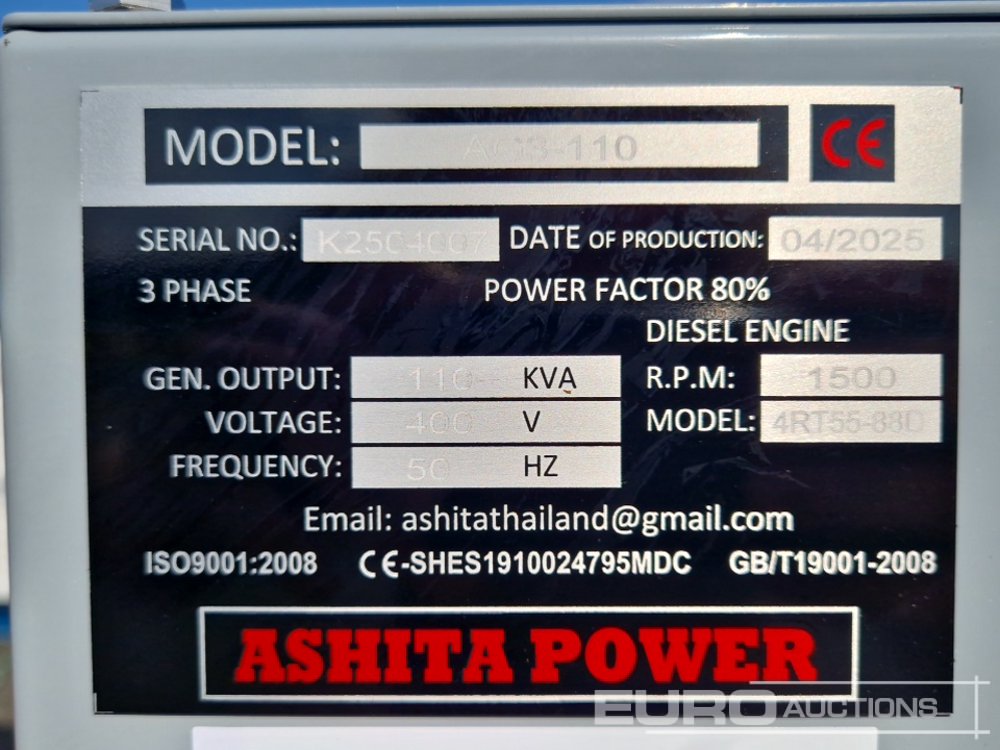 MODEL: AG3-110 CE
SERIAL NO.: K2504007 DATE OF PRODUCTION: 04/2025
3 PHASE POWER FACTOR 80%
DIESEL ENGINE
GEN. OUTPUT: 110 KVA R.P.M: 1500
VOLTAGE: 400 V MODEL: 4RT55-88D
FREQUENCY: 50 HZ
Email: ashitathailand@gmail.com
ISO9001:2008 CE-SHES1910024795MDC GB/T19001-2008
ASHITA POWER
EURO AUCTIONS